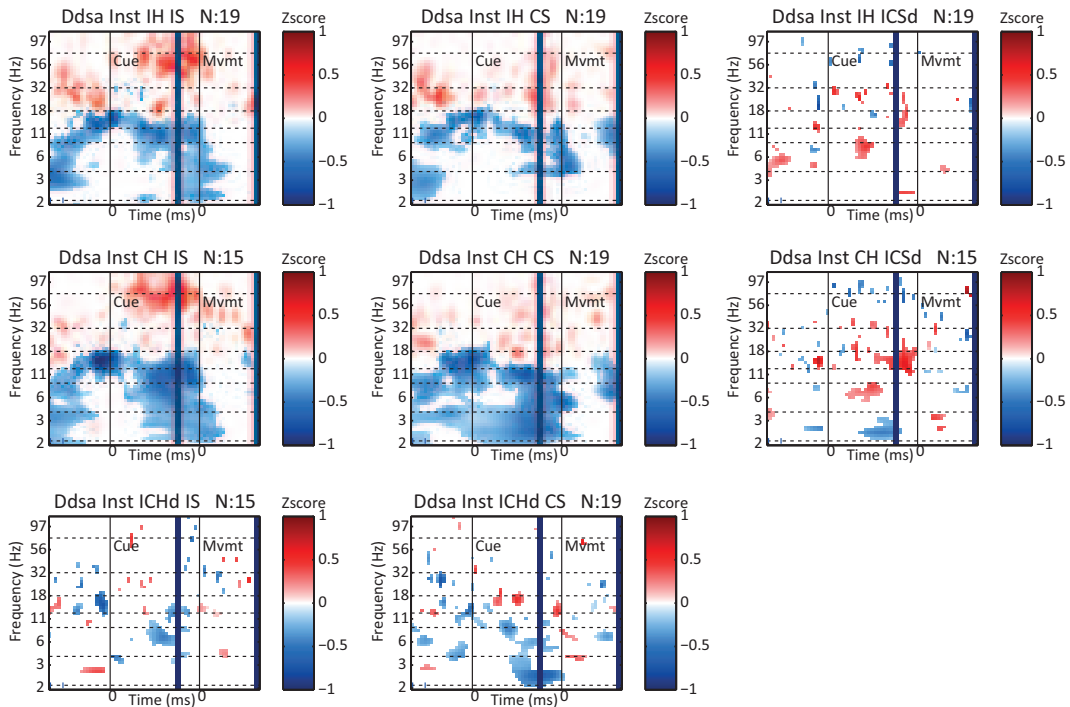 Ddsa Inst IH IS N:19
Zscore
Frequency (Hz)
97
56
32
18
11
6
3
2
Cue
Mvmt
0
0
Time (ms)
1
0.5
0
−0.5
−1
Ddsa Inst IH CS N:19
Zscore
Frequency (Hz)
97
56
32
18
11
6
3
2
Cue
Mvmt
0
0
Time (ms)
1
0.5
0
−0.5
−1
Ddsa Inst IH ICSd N:19
Zscore
Frequency (Hz)
97
56
32
18
11
6
3
2
Cue
Mvmt
0
0
Time (ms)
1
0.5
0
−0.5
−1
Ddsa Inst CH IS N:15
Zscore
Frequency (Hz)
97
56
32
18
11
6
3
2
Cue
Mvmt
0
0
Time (ms)
1
0.5
0
−0.5
−1
Ddsa Inst CH CS N:19
Zscore
Frequency (Hz)
97
56
32
18
11
6
3
2
Cue
Mvmt
0
0
Time (ms)
1
0.5
0
−0.5
−1
Ddsa Inst CH ICSd N:15
Zscore
Frequency (Hz)
97
56
32
18
11
6
3
2
Cue
Mvmt
0
0
Time (ms)
1
0.5
0
−0.5
−1
Ddsa Inst ICHd IS N:15
Zscore
Frequency (Hz)
97
56
32
18
11
6
3
2
Cue
Mvmt
0
0
Time (ms)
1
0.5
0
−0.5
−1
Ddsa Inst ICHd CS N:19
Zscore
Frequency (Hz)
97
56
32
18
11
6
3
2
Cue
Mvmt
0
0
Time (ms)
1
0.5
0
−0.5
−1